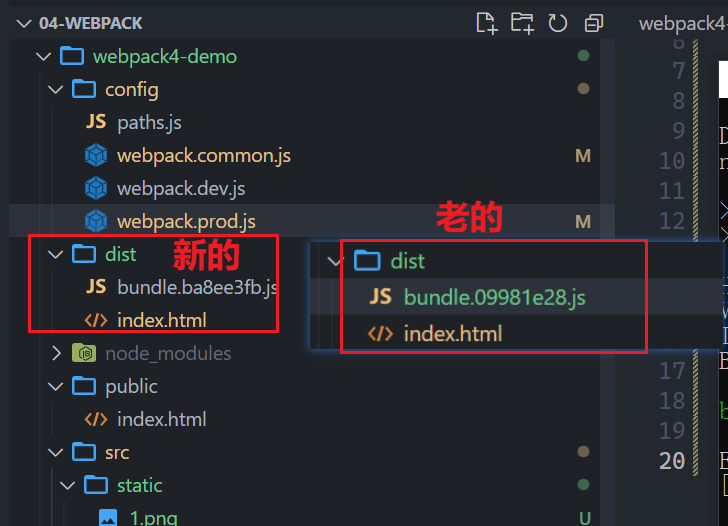 04-WEBPACK
webpack4-
webpack4-demo
config
JS paths.js
webpack.common.js M
webpack.dev.js
webpack.prod.js M
dist 新的
JS bundle.ba8ee3fb.js
</> index.html
老的
dist
JS bundle.09981e28.js
</> index.html
node_modules
public
</> index.html
src
static
1.png U
6
7
8
9
10
11
12
17
18
19
20